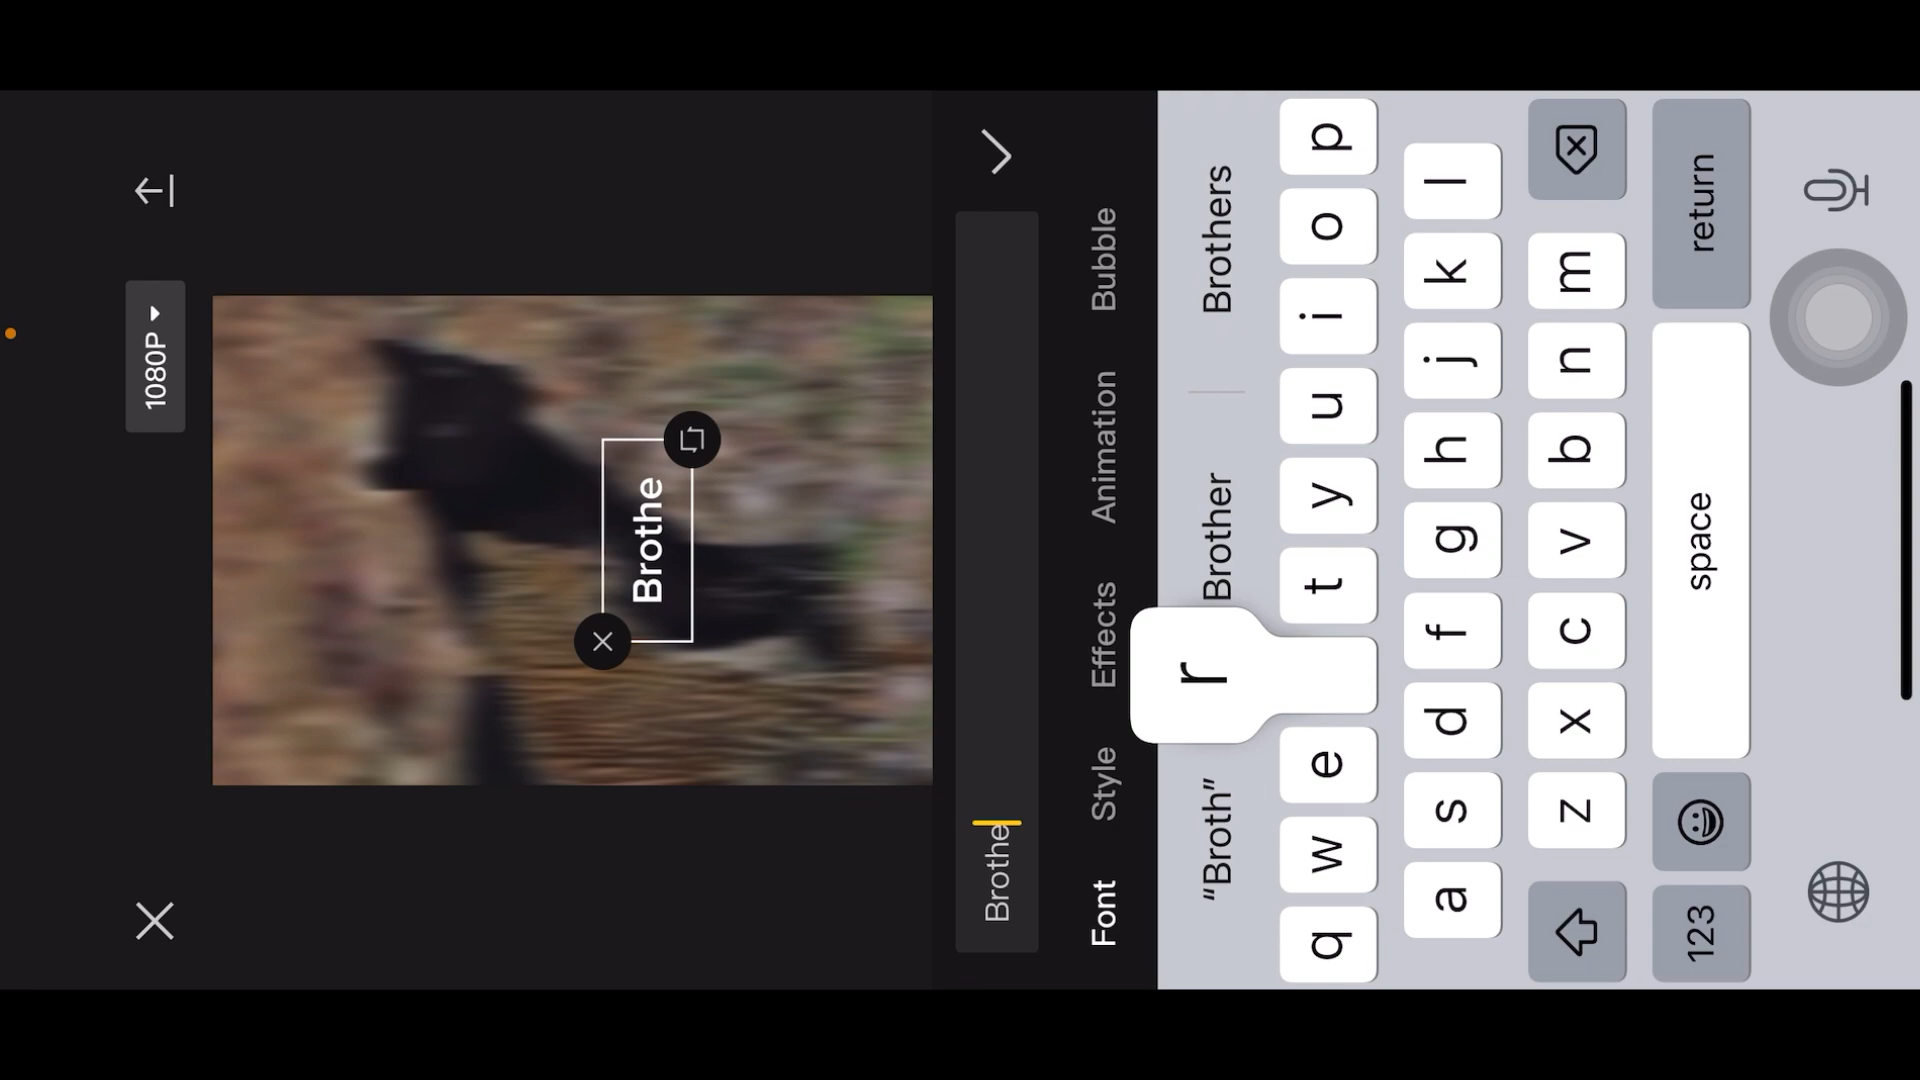 1080P
Brothe
Brothe
Font Style Effects Animation Bubble
“Broth” Brother Brothers
q w e r t y u i o p
a s d f g h j k l
z x c v b n m
123 space return